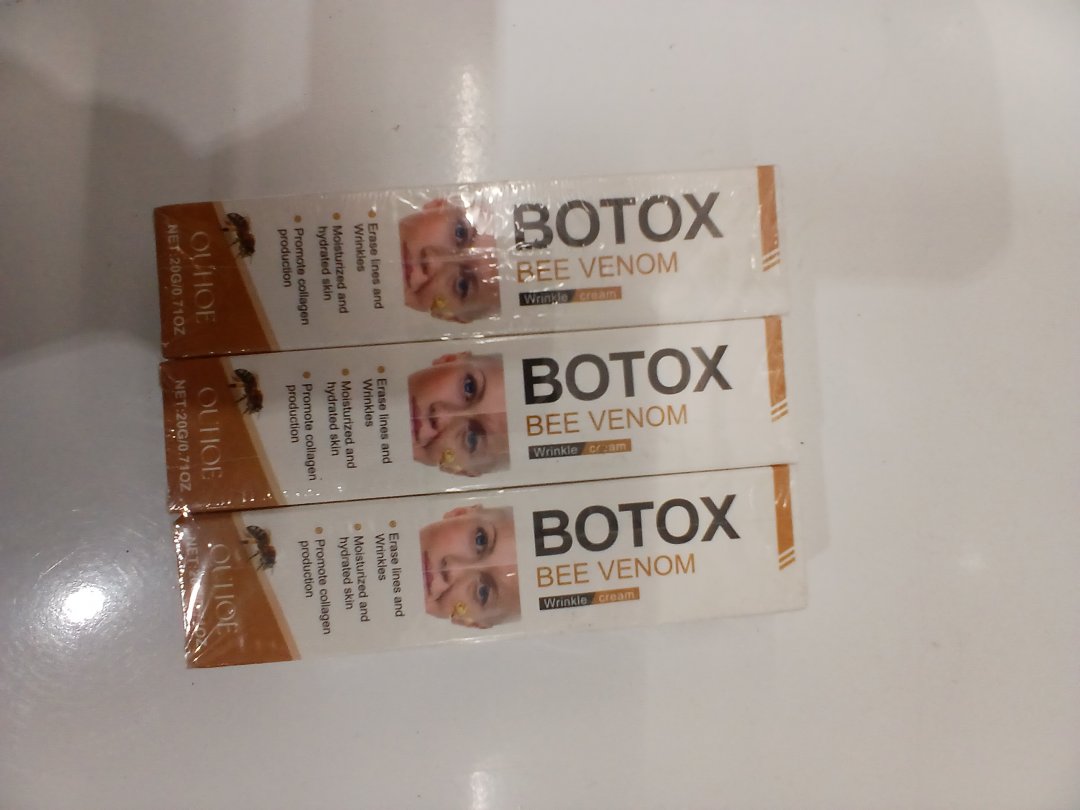 BOTOX
BEE VENOM
Wrinkle cream
Erase lines and
Wrinkles
Moisturized and
hydrated skin
Promote collagen
production
OUHOE
NET: 20G/0.71OZ
BOTOX
BEE VENOM
Wrinkle cream
Erase lines and
Wrinkles
Moisturized and
hydrated skin
Promote collagen
production
OUHOE
NET:20G/0.71OZ
BOTOX
BEE VENOM
Wrinkle cream
Erase lines and
Wrinkles
Moisturized and
hydrated skin
Promote collagen
production
OUHOE